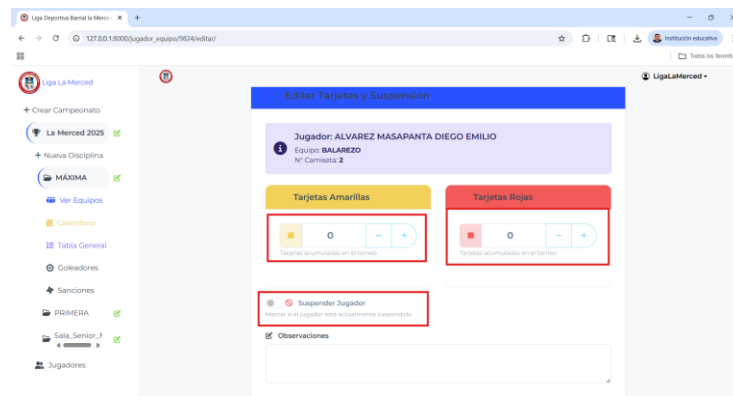 Liga Deportiva Barrial la Merced
127.0.0.1:8000/jugador_equipo/9824/editar/
Institución educativa
Todos los favorito
Liga La Merced
LigaLaMerced
+ Crear Campeonato
La Merced 2025
+ Nueva Disciplina
MÁXIMA
Ver Equipos
Calendario
Tabla General
Goleadores
Sanciones
PRIMERA
Sala_Senior_
Jugadores
Editar Tarjetas y Suspensión
Jugador: ALVAREZ MASAPANTA DIEGO EMILIO
Equipo: BALAREZO
N° Camiseta: 2
Tarjetas Amarillas
0 - +
Tarjetas acumuladas en el torneo
Tarjetas Rojas
0 - +
Tarjetas acumuladas en el torneo
Suspender Jugador
Marcar si el jugador está actualmente suspendido.
Observaciones